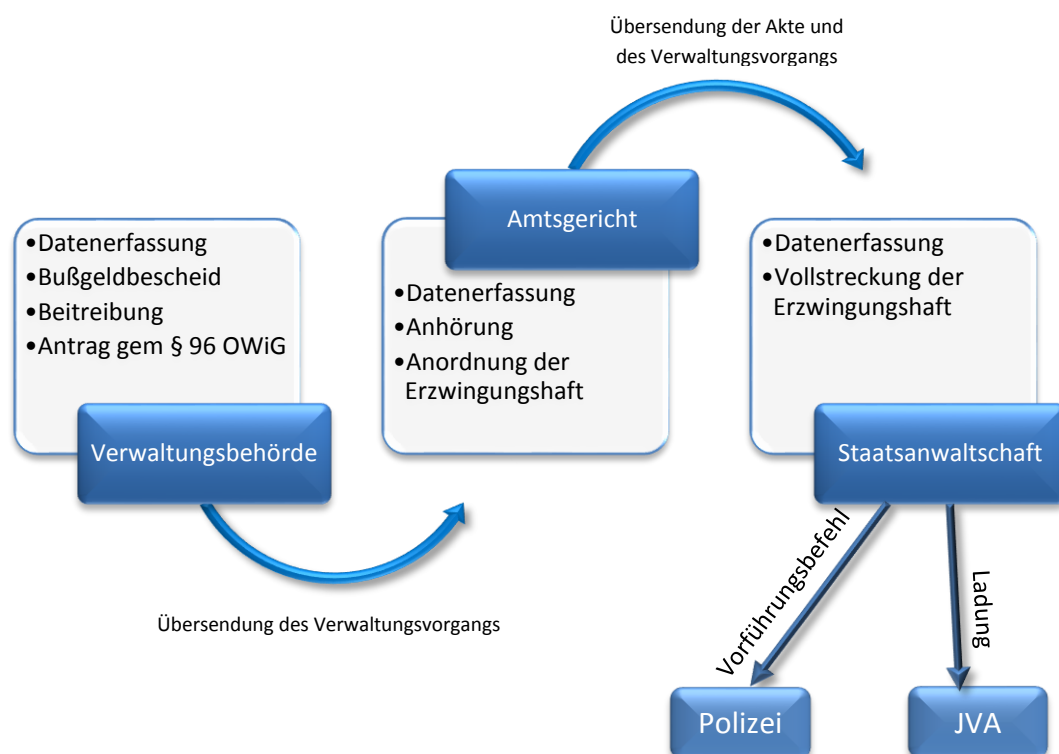 Übersendung der Akte und
des Verwaltungsvorgangs
•Datenerfassung
•Bußgeldbescheid
•Beitreibung
•Antrag gem § 96 OWiG
Verwaltungsbehörde
Übersendung des Verwaltungsvorgangs
Amtsgericht
•Datenerfassung
•Anhörung
•Anordnung der
Erzwingungshaft
•Datenerfassung
•Vollstreckung der
Erzwingungshaft
Staatsanwaltschaft
Vorführungsbefehl
Ladung
Polizei
JVA